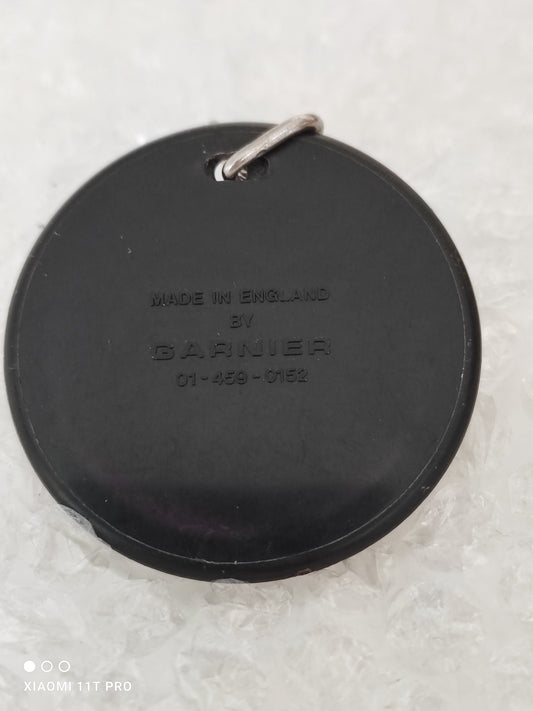 MADE IN ENGLAND
BY
GARNIER
01-459-0152
XIAOMI 11T PRO